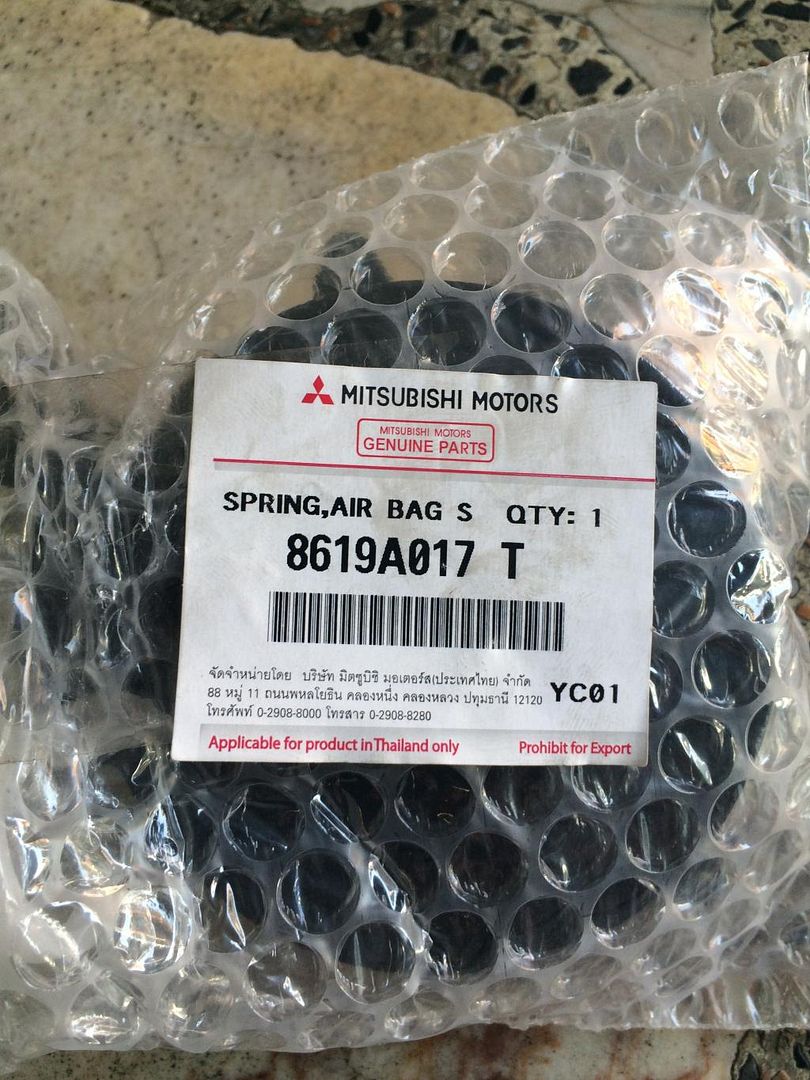 MITSUBISHI MOTORS
MITSUBISHI MOTORS
GENUINE PARTS
SPRING,AIR BAG S QTY: 1
8619A017 T
จัดจำหน่ายโดย บริษัท มิตซูบิชิ มอเตอร์ส(ประเทศไทย) จำกัด
88 หมู่ 11 ถนนพหลโยธิน คลองหนึ่ง คลองหลวง ปทุมธานี 12120 YC01
โทรศัพท์ 0-2908-8000 โทรสาร 0-2908-8280
Applicable for product in Thailand only Prohibit for Export